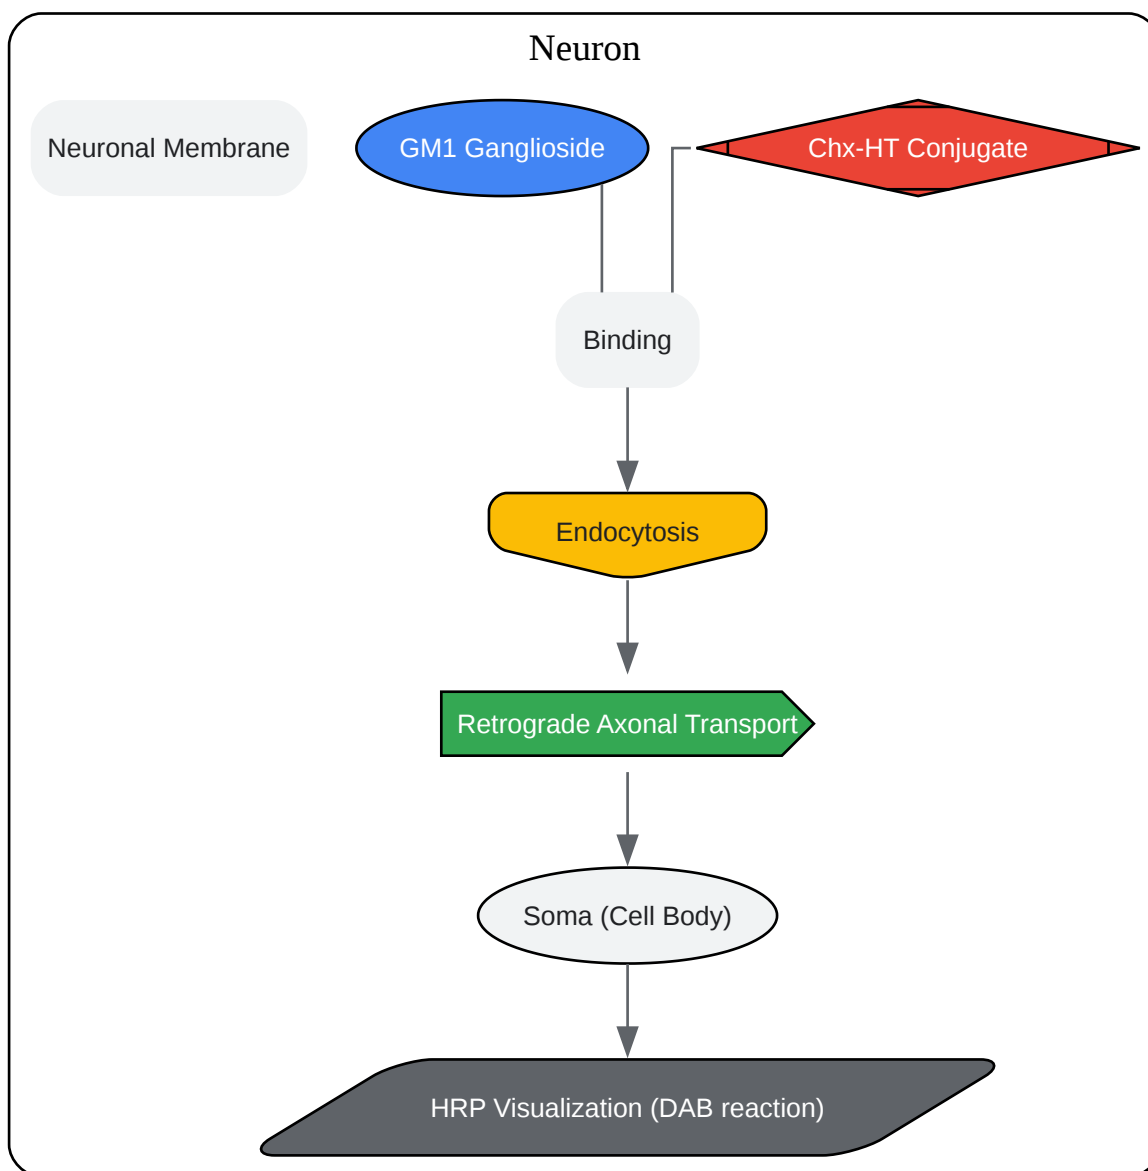 Neuron
Neuronal Membrane
GM1 Ganglioside
Chx-HT Conjugate
Binding
Endocytosis
Retrograde Axonal Transport
Soma (Cell Body)
HRP Visualization (DAB reaction)